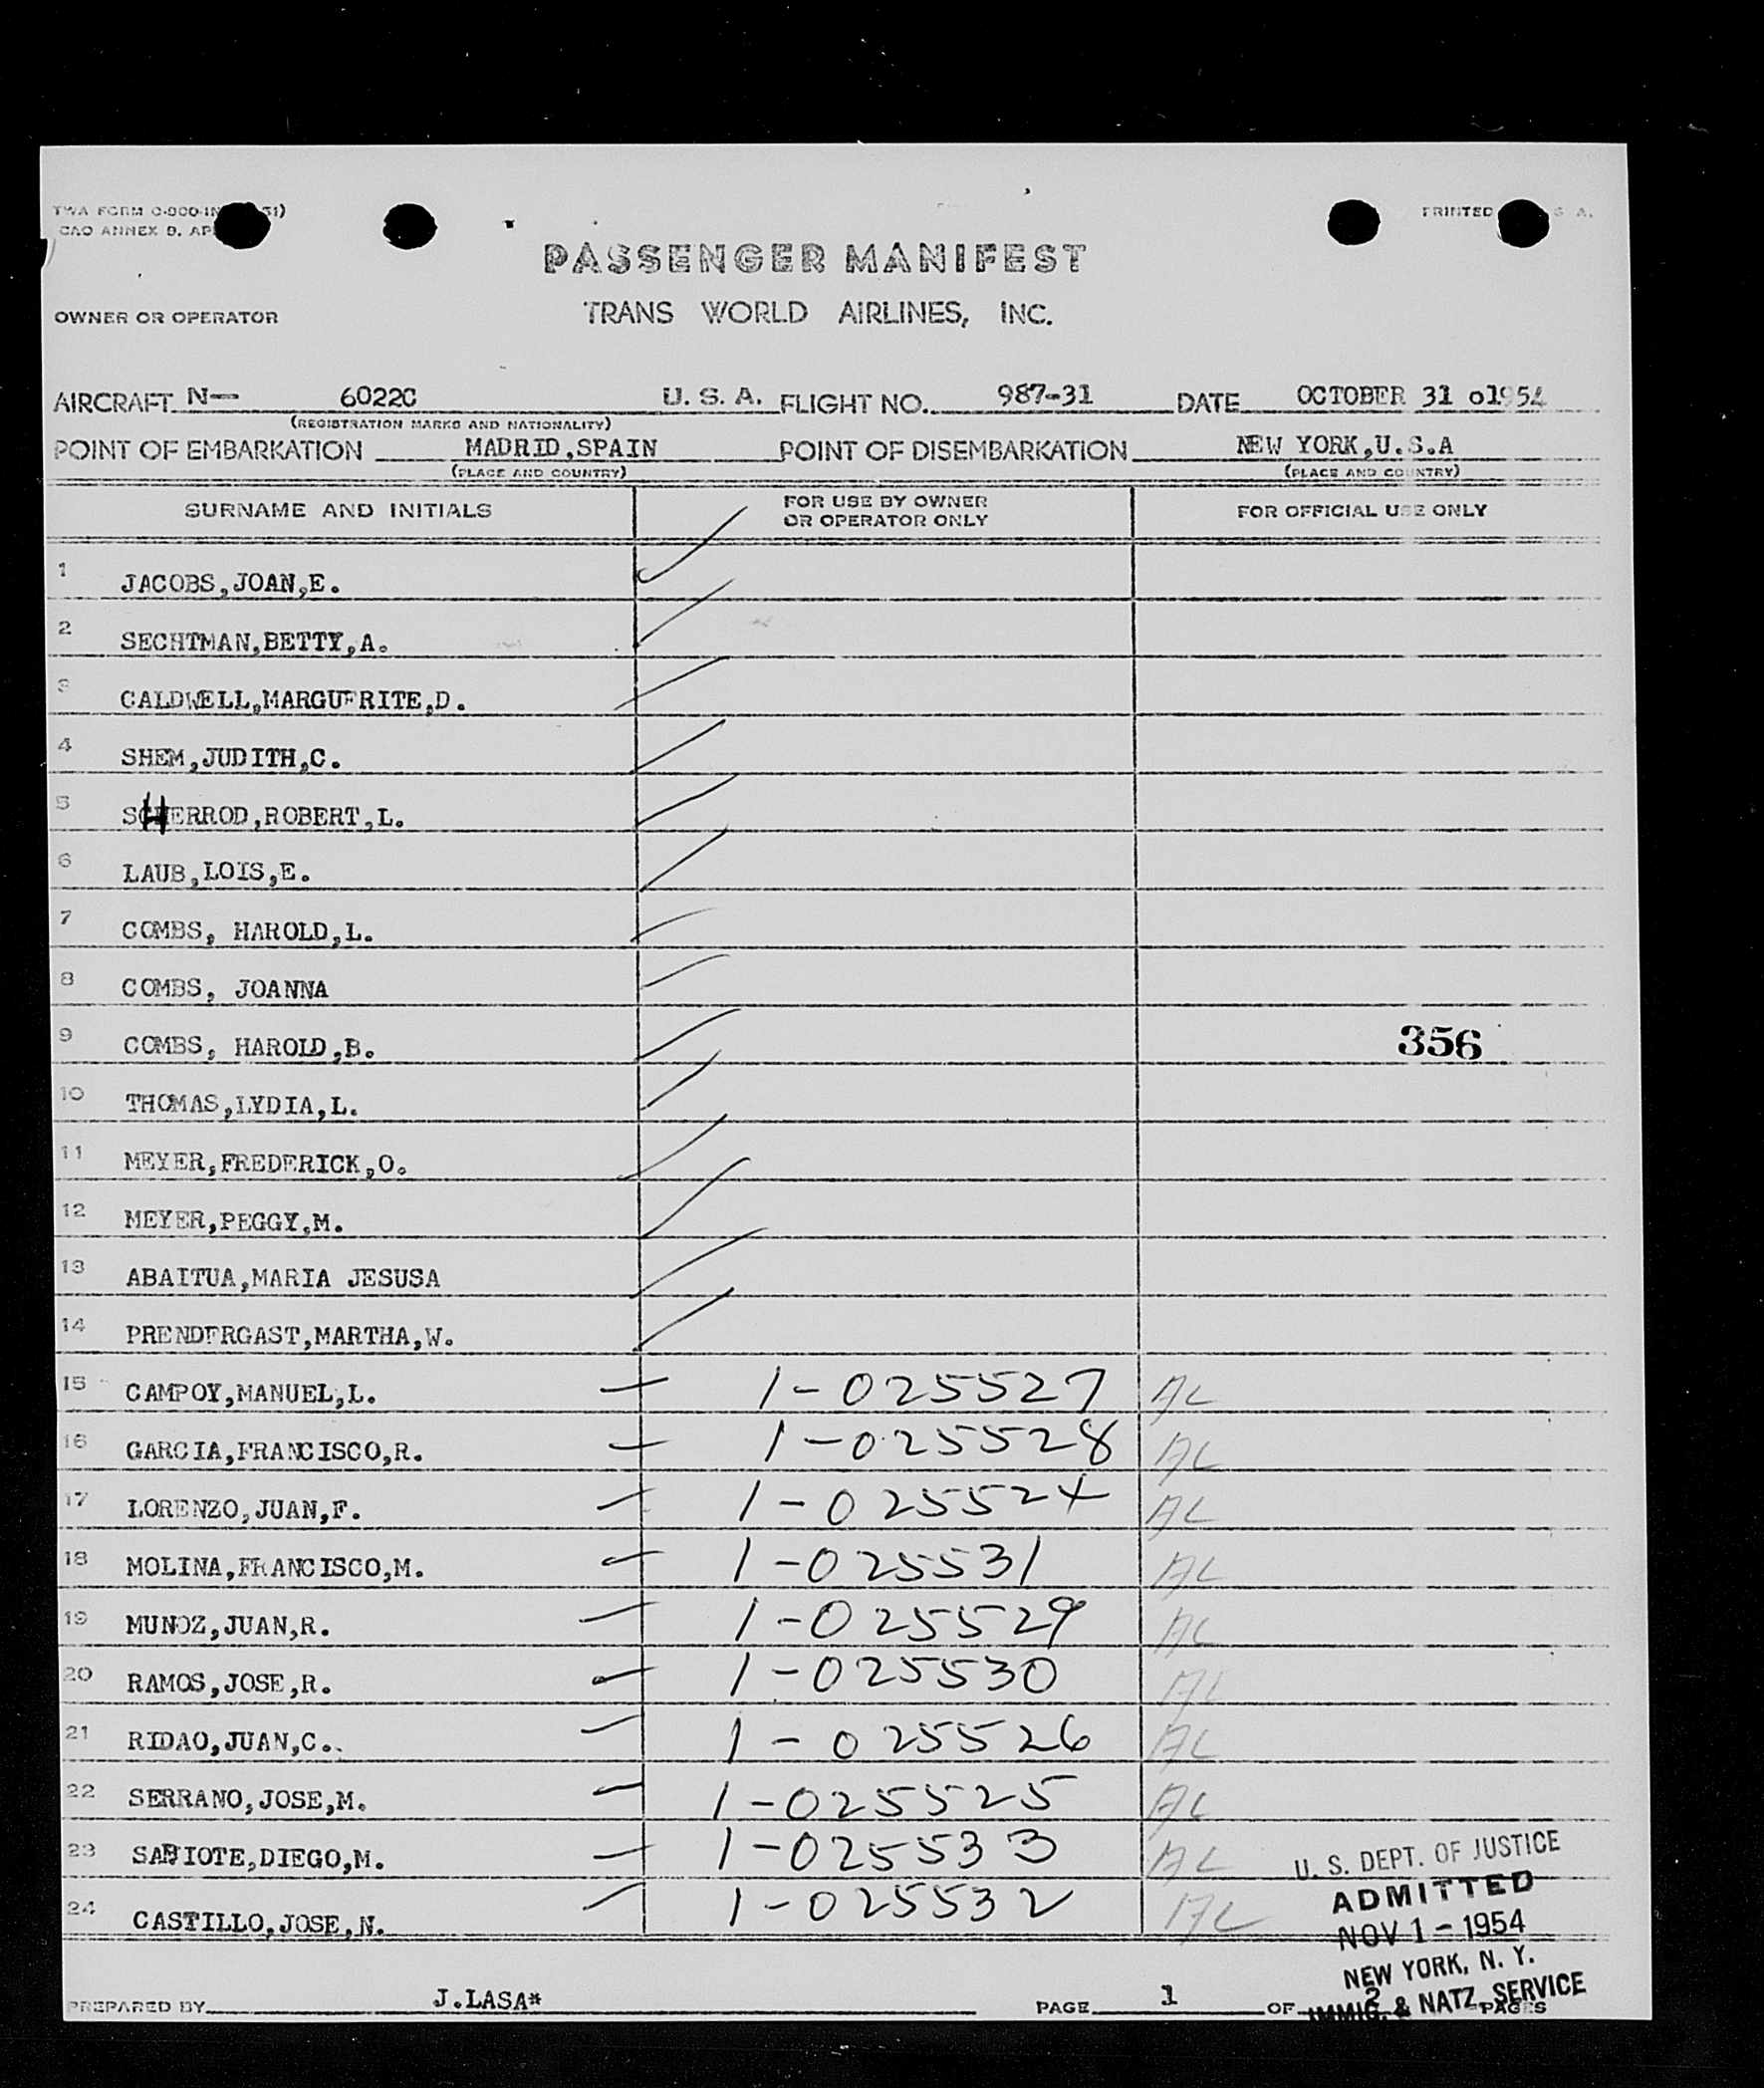 TWA FORM C-900-IN 51)
CAO ANNEX 9, AP
PRINTED S. A.
PASSENGER MANIFEST
OWNER OR OPERATOR
TRANS WORLD AIRLINES, INC.
AIRCRAFT N— 6022C U. S. A. FLIGHT NO. 987-31 DATE OCTOBER 31 o1954
(REGISTRATION MARKS AND NATIONALITY)
POINT OF EMBARKATION MADRID,SPAIN POINT OF DISEMBARKATION NEW YORK,U.S.A
(PLACE AND COUNTRY) (PLACE AND COUNTRY)
SURNAME AND INITIALS FOR USE BY OWNER OR OPERATOR ONLY FOR OFFICIAL USE ONLY
1 JACOBS,JOAN,E.
2 SECHTMAN,BETTY,A.
3 CALDWELL,MARGUERITE,D.
4 SHEM,JUDITH,C.
5 SHERROD,ROBERT,L.
6 LAUB,LOIS,E.
7 COMBS, HAROLD,L.
8 COMBS, JOANNA
9 COMBS, HAROLD,B. 356
10 THOMAS,LYDIA,L.
11 MEYER,FREDERICK,O.
12 MEYER,PEGGY,M.
13 ABAITUA,MARIA JESUSA
14 PRENDERGAST,MARTHA,W.
15 CAMPOY,MANUEL,L. 1-025527 AL
16 GARCIA,FRANCISCO,R. 1-025528 AL
17 LORENZO,JUAN,F. 1-025524 AL
18 MOLINA,FRANCISCO,M. 1-025531 AL
19 MUNOZ,JUAN,R. 1-025529 AL
20 RAMOS,JOSE,R. 1-025530 AL
21 RIDAO,JUAN,C. 1-025526 AL
22 SERRANO,JOSE,M. 1-025525 AL
23 SABIOTE,DIEGO,M. 1-025533 AL
24 CASTILLO,JOSE,N. 1-025532 AL
U. S. DEPT. OF JUSTICE
ADMITTED
NOV 1 - 1954
NEW YORK, N. Y.
IMMIG. & NATZ. SERVICE
PREPARED BY J.LASA* PAGE 1 OF 2 PAGES